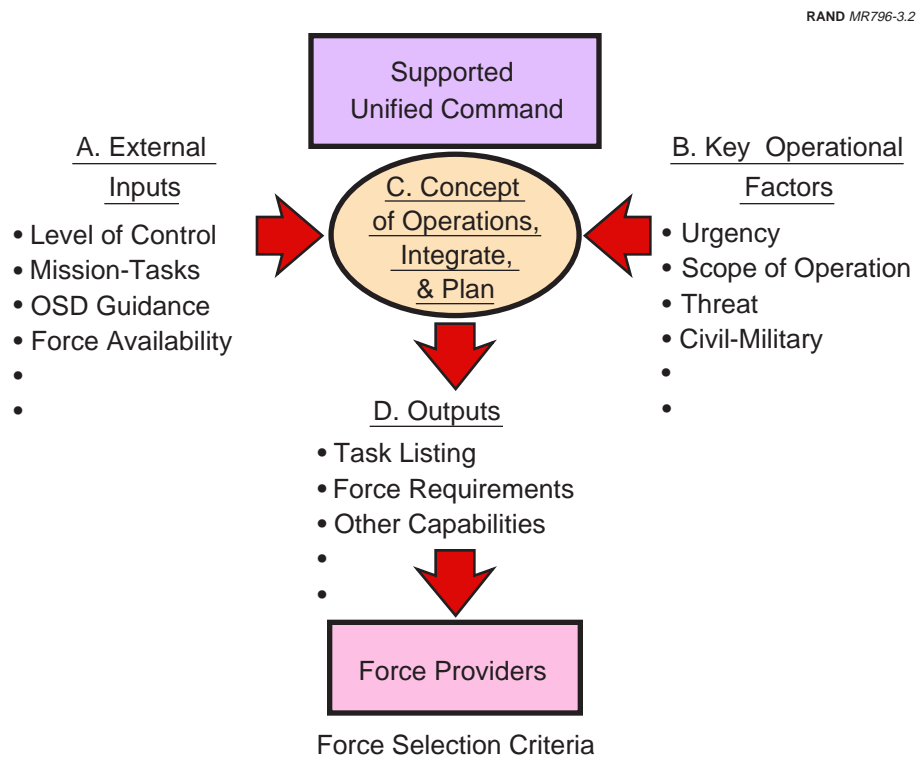 RAND MR796-3.2
Supported
Unified Command
A. External
Inputs
• Level of Control
• Mission-Tasks
• OSD Guidance
• Force Availability
•
•
B. Key Operational
Factors
• Urgency
• Scope of Operation
• Threat
• Civil-Military
•
•
C. Concept
of Operations,
Integrate,
& Plan
D. Outputs
• Task Listing
• Force Requirements
• Other Capabilities
•
•
Force Providers
Force Selection Criteria